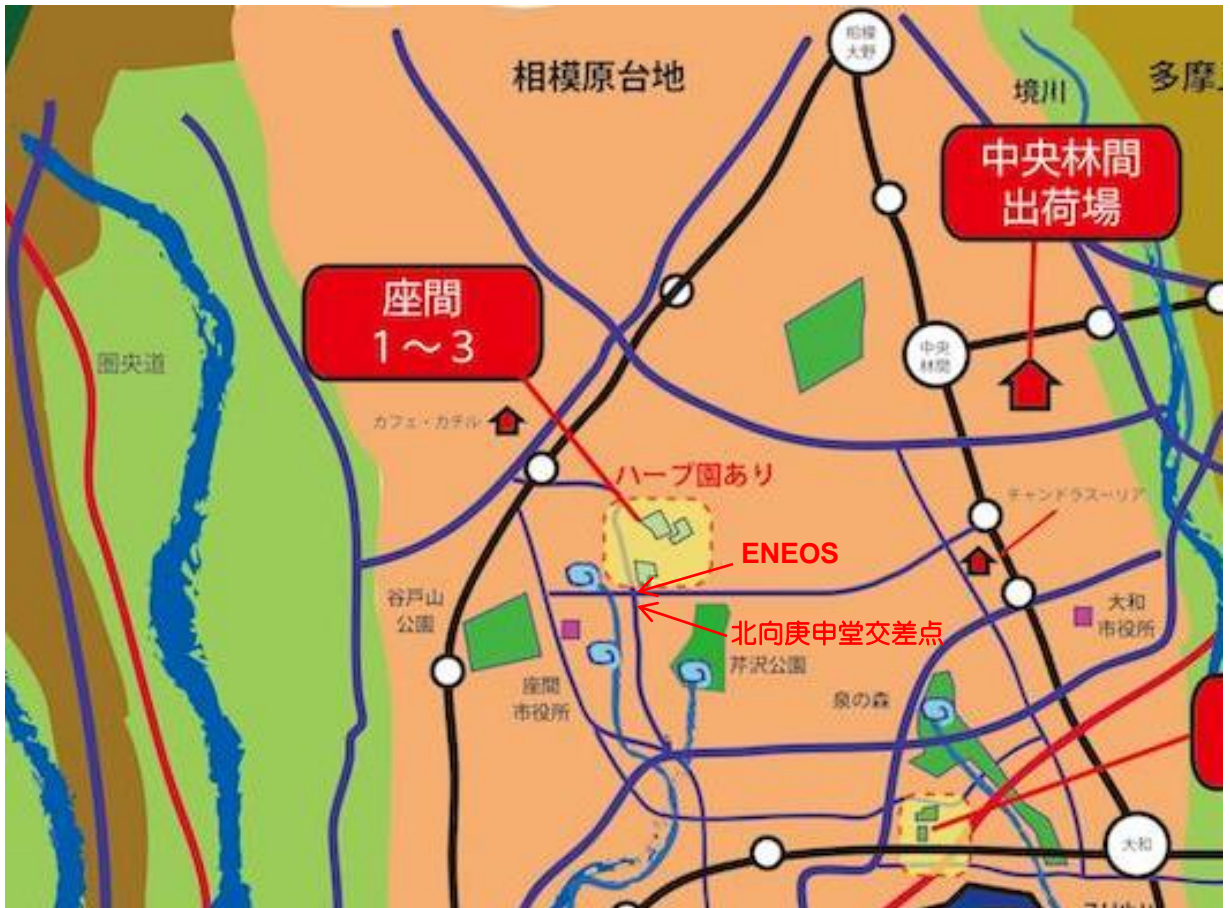 相模
大野
相模原台地
境川
多摩
中央林間
出荷場
座間
1～3
中央
林間
圏央道
カフェ・カチル
ハーブ園あり
チャンドラスーリア
ENEOS
谷戸山
公園
大和
市役所
北向庚申堂交差点
芹沢公園
座間
市役所
泉の森
大和